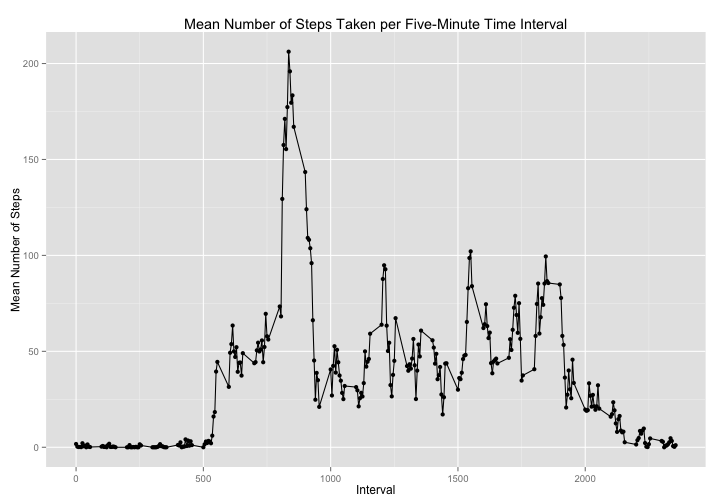 Mean Number of Steps Taken per Five-Minute Time Interval
200
150
100
50
0
Mean Number of Steps
0 500 1000 1500 2000
Interval